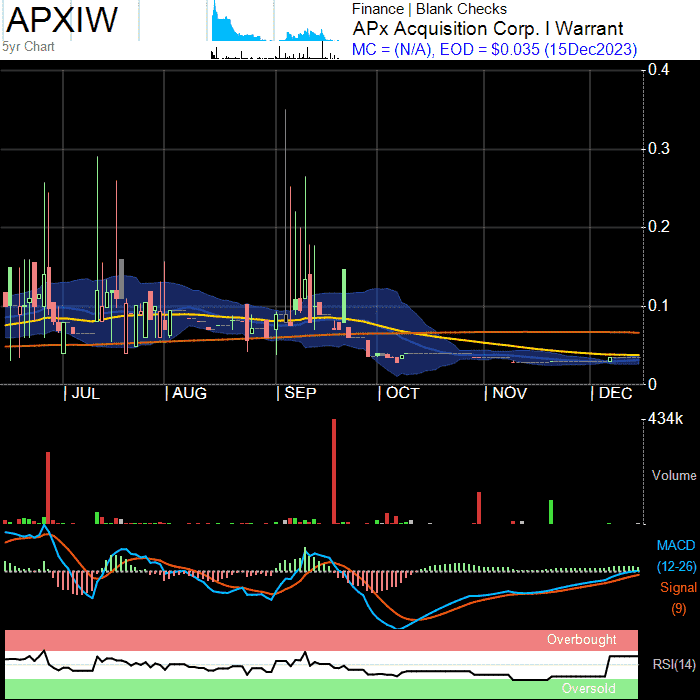 APXIW
5yr Chart
Finance | Blank Checks
APx Acquisition Corp. I Warrant
MC = (N/A), EOD = $0.035 (15Dec2023)
0.4
0.3
0.2
0.1
0
| JUL | AUG | SEP | OCT | NOV | DEC
434k
Volume
MACD
(12-26)
Signal
(9)
Overbought
RSI(14)
Oversold